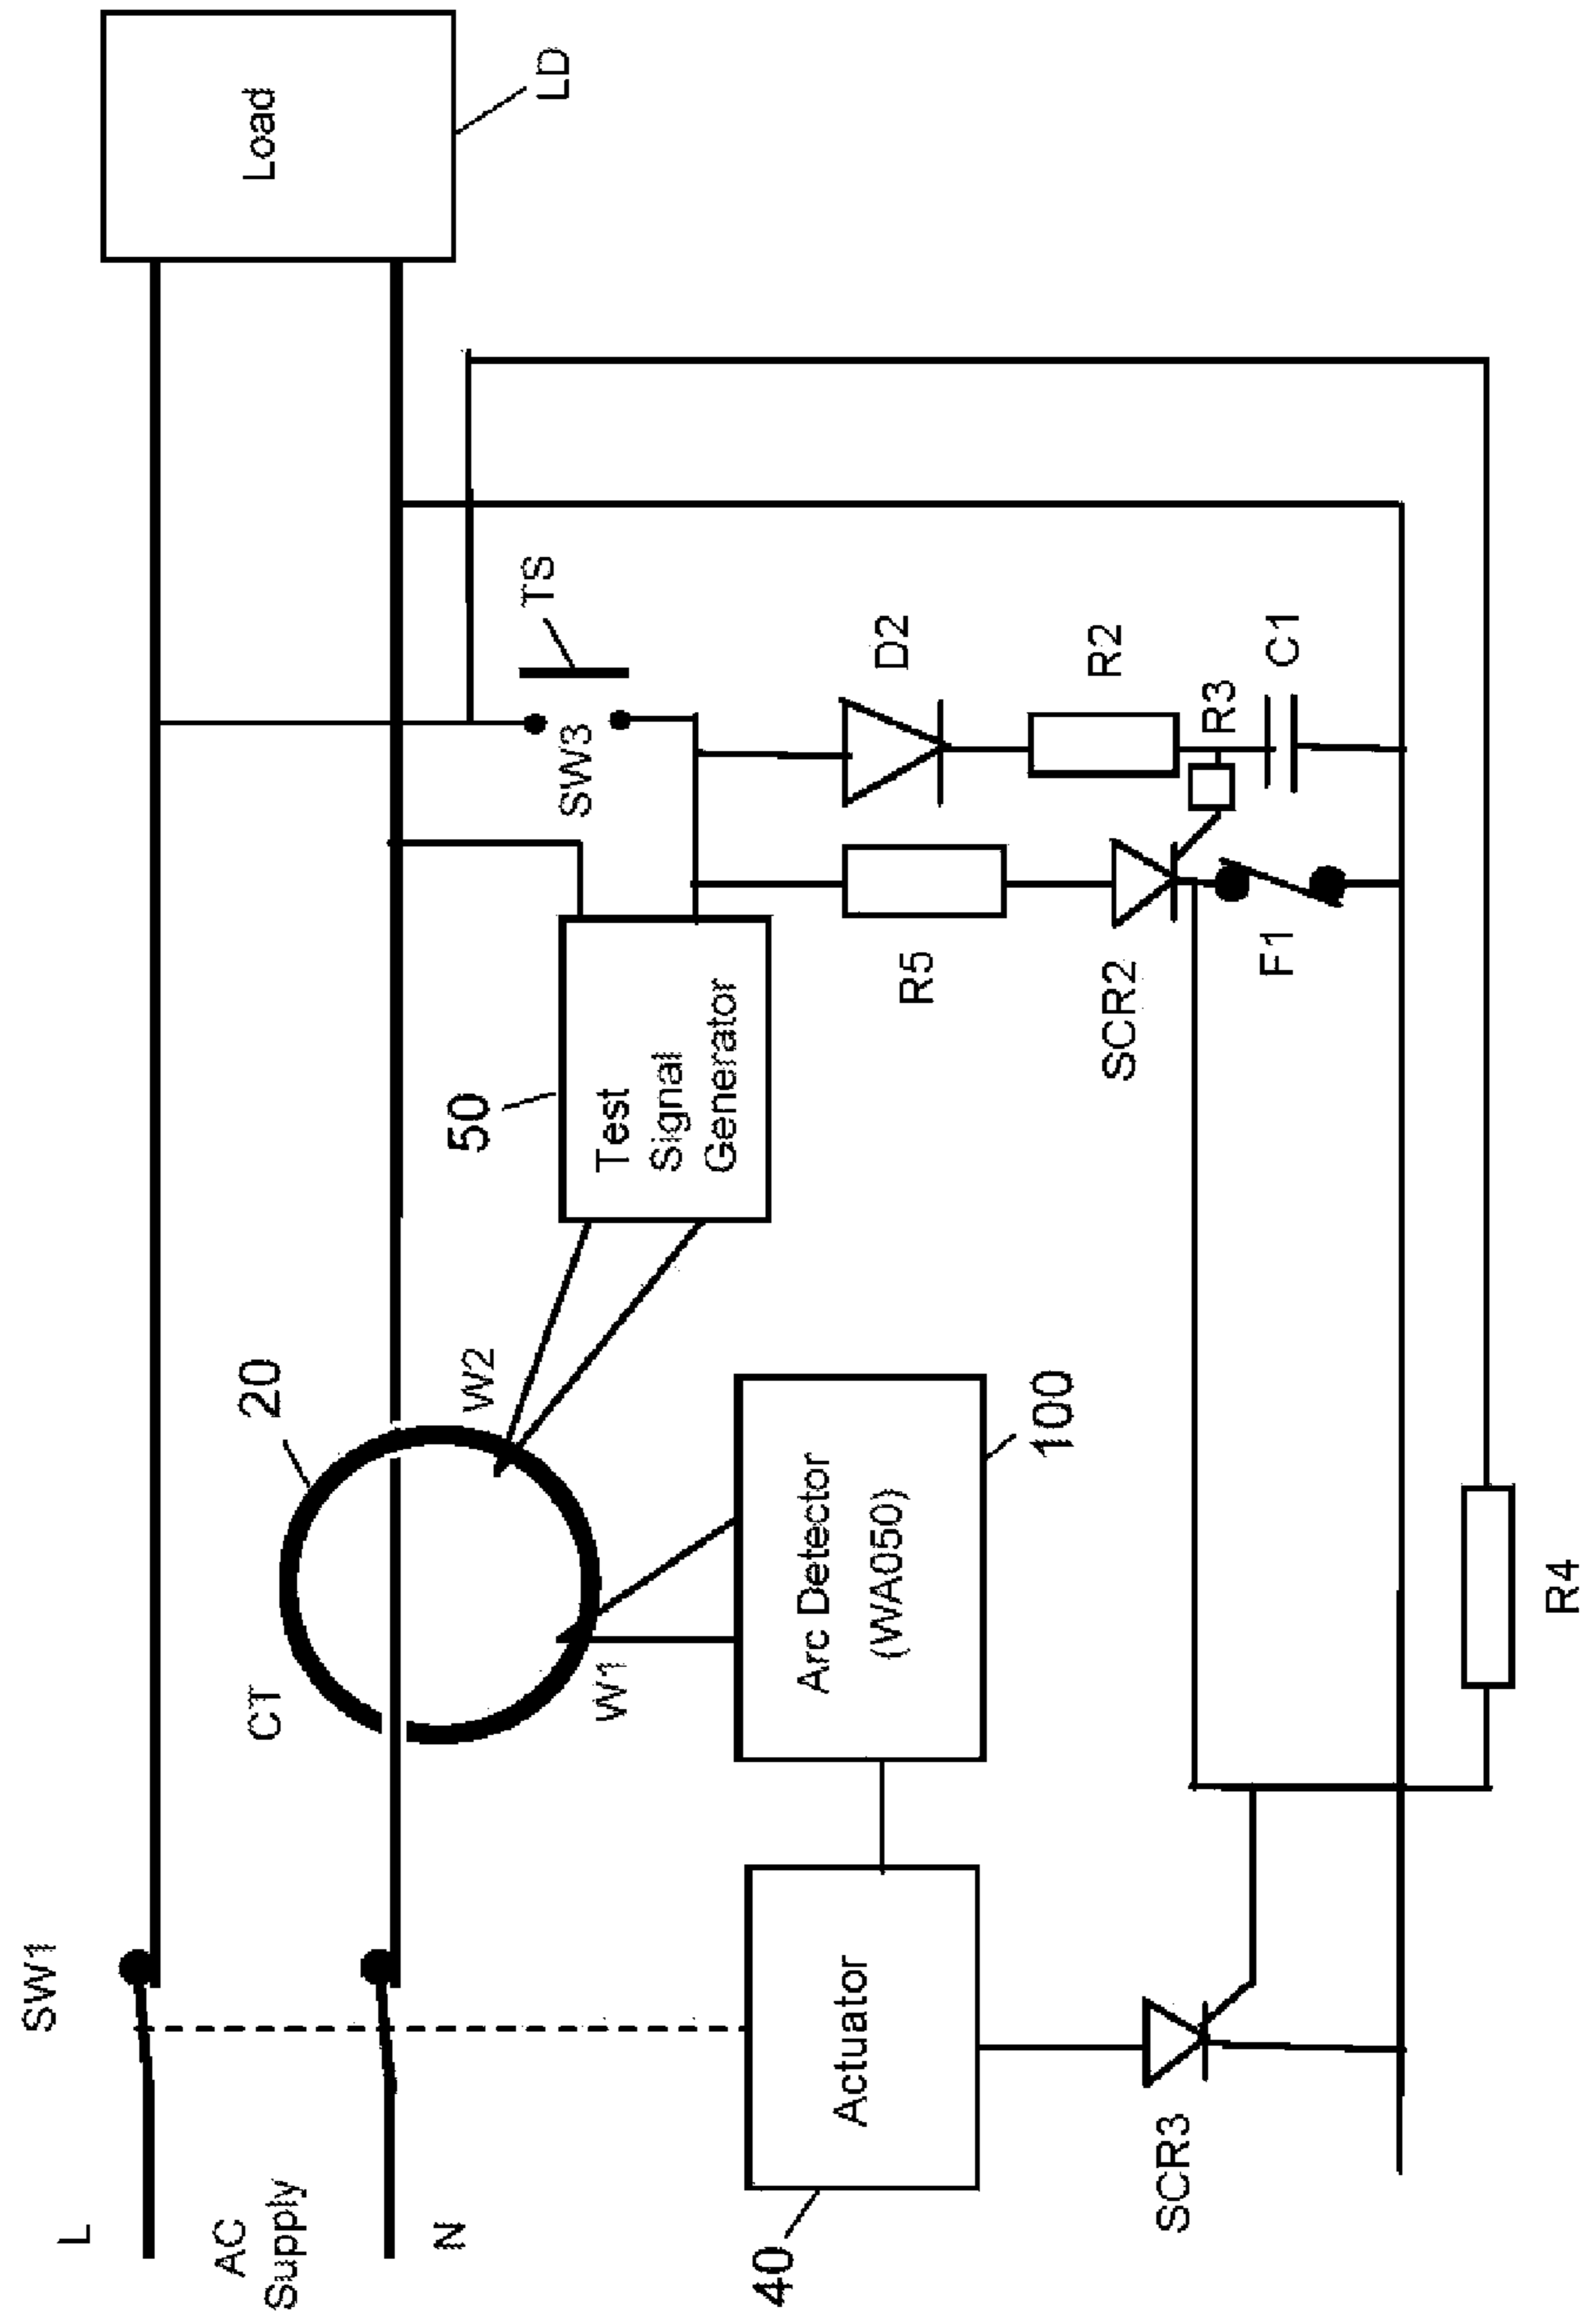 SW1
L
AC
Supply
N
CT
20
W2
W1
50
Test
Signal
Generator
SW3
TS
Load
LD
40
Actuator
Arc Detector
(WA050)
100
D2
R5
R2
R3
C1
SCR2
F1
SCR3
R4